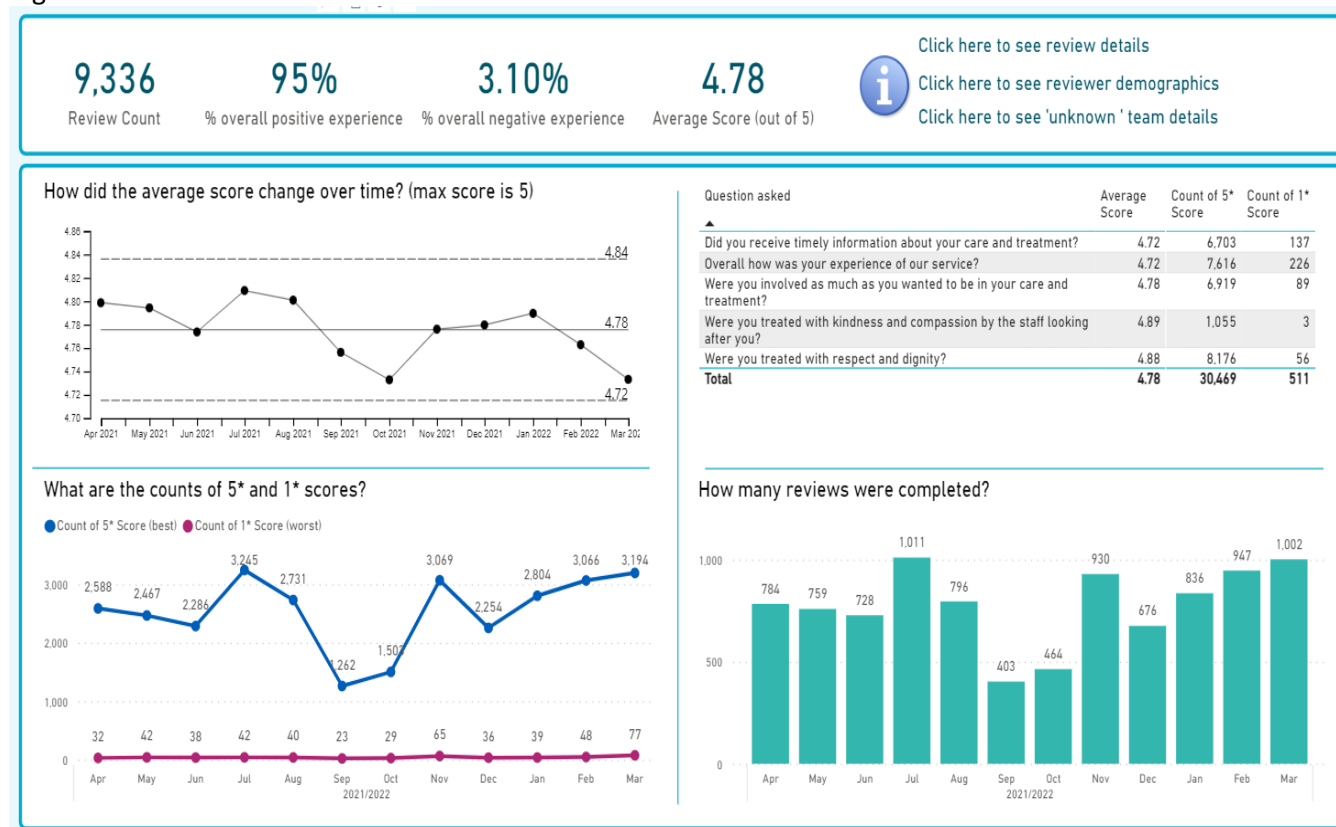 9,336
Review Count
95%
% overall positive experience
3.10%
% overall negative experience
4.78
Average Score (out of 5)
i
Click here to see review details
Click here to see reviewer demographics
Click here to see 'unknown ' team details
How did the average score change over time? (max score is 5)
4.86
4.84
4.82
4.80
4.78
4.76
4.74
4.72
4.70
4.84
4.78
4.72
Apr 2021 May 2021 Jun 2021 Jul 2021 Aug 2021 Sep 2021 Oct 2021 Nov 2021 Dec 2021 Jan 2022 Feb 2022 Mar 202
Question asked Average Score Count of 5* Score Count of 1* Score
Did you receive timely information about your care and treatment? 4.72 6,703 137
Overall how was your experience of our service? 4.72 7,616 226
Were you involved as much as you wanted to be in your care and 4.78 6,919 89
treatment?
Were you treated with kindness and compassion by the staff looking 4.89 1,055 3
after you?
Were you treated with respect and dignity? 4.88 8,176 56
Total 4.78 30,469 511
What are the counts of 5* and 1* scores?
Count of 5* Score (best) Count of 1* Score (worst)
3,000
2,000
1,000
0
2,588 2,467 2,286 3,245 2,731 1,262 1,503 3,069 2,254 2,804 3,066 3,194
32 42 38 42 40 23 29 65 36 39 48 77
Apr May Jun Jul Aug Sep Oct Nov Dec Jan Feb Mar
2021/2022
How many reviews were completed?
1,000
500
0
784 759 728 1,011 796 403 464 930 676 836 947 1,002
Apr May Jun Jul Aug Sep Oct Nov Dec Jan Feb Mar
2021/2022